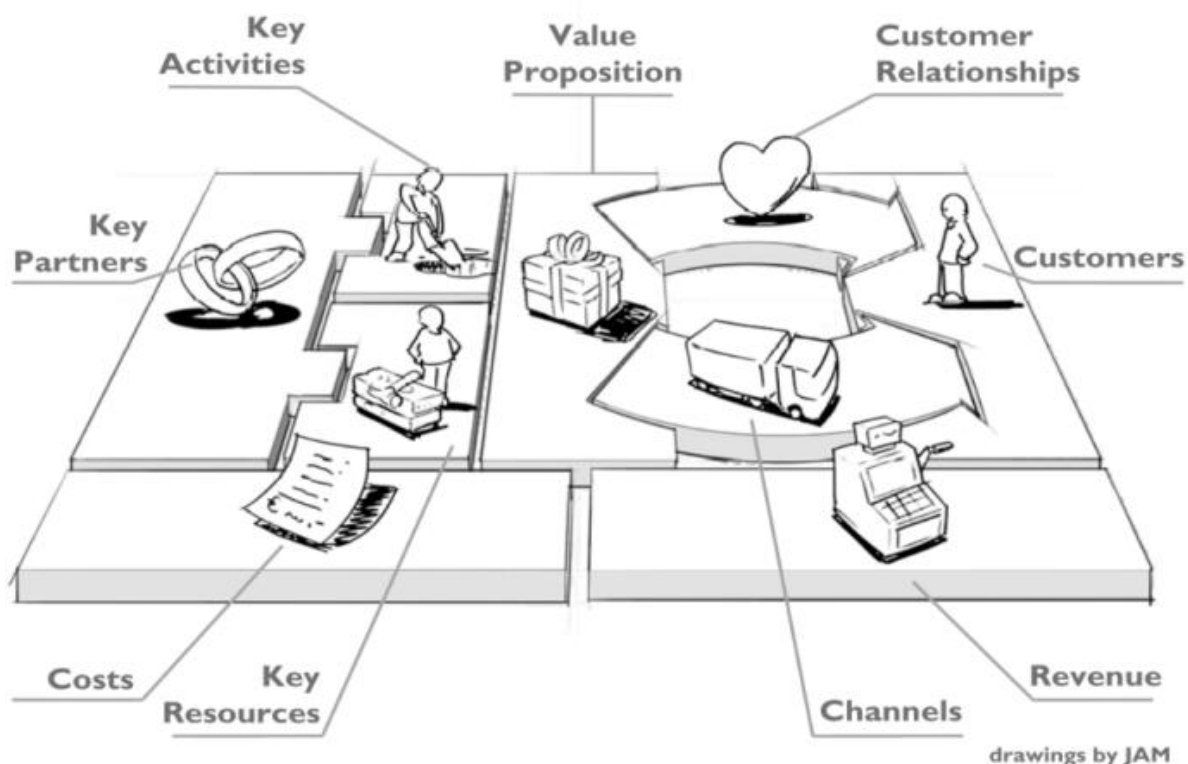 Key
Activities
Value
Proposition
Customer
Relationships
Key
Partners
Customers
Costs
Key
Resources
Channels
Revenue
drawings by JAM